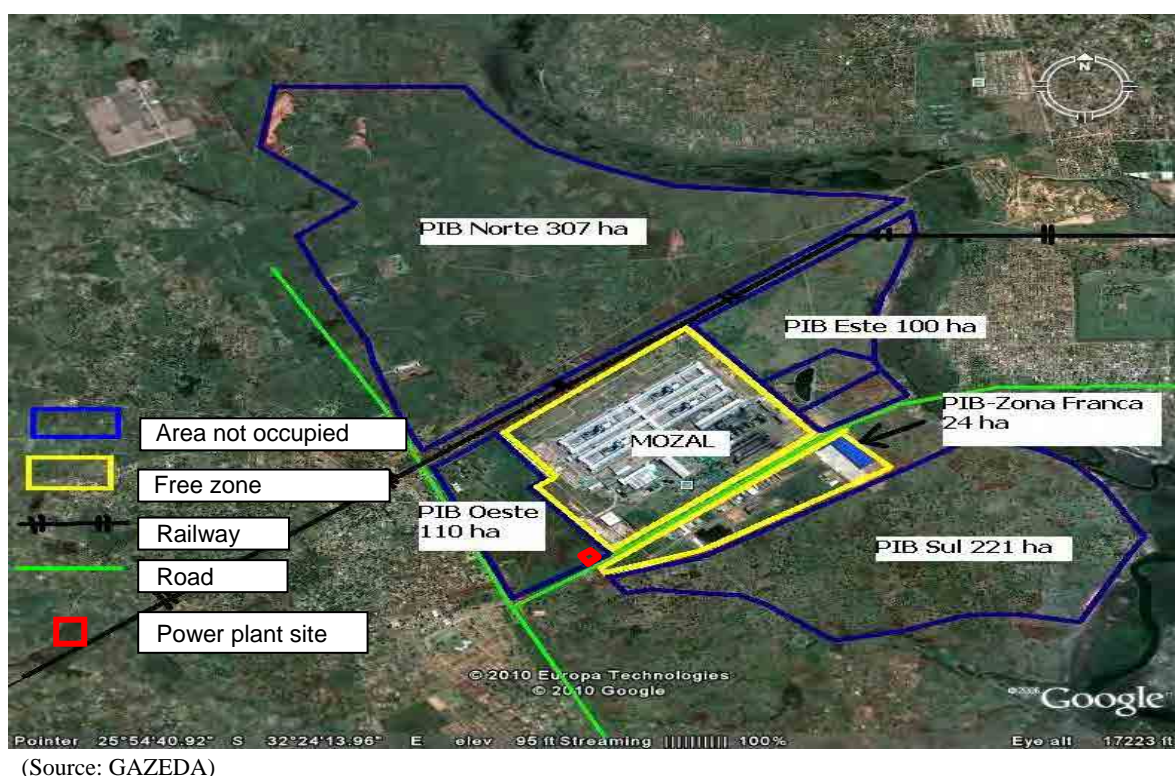 N
PIB Norte 307 ha
PIB Este 100 ha
PIB-Zona Franca
24 ha
MOZAL
PIB Oeste
110 ha
PIB Sul 221 ha
Area not occupied
Free zone
Railway
Road
Power plant site
© 2010 Europa Technologies
© 2010 Google
Google
Pointer 25°54'40.92" S 32°24'13.96" E elev 95 ft Streaming |||||||||| 100% Eye alt 17223 ft
(Source: GAZEDA)